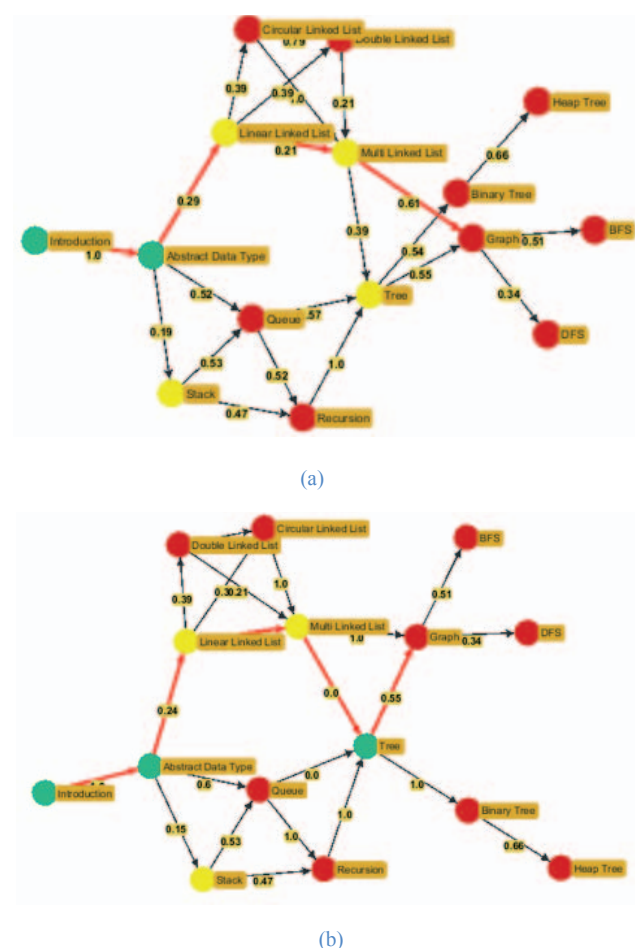 Circular Linked List
0.79
Double Linked List
0.39
0.39
1.0
0.21
Heap Tree
Linear Linked List
0.21
Multi Linked List
0.66
0.29
0.61
Binary Tree
Introduction
1.0
Abstract Data Type
0.39
0.54
Graph
0.51
BFS
0.52
0.55
Tree
0.34
0.19
Queue
DFS
0.53
0.52
1.0
Stack
0.47
Recursion
(a)
Circular Linked List
Double Linked List
BFS
0.39
0.21
1.0
0.51
Linear Linked List
Multi Linked List
1.0
Graph
0.34
DFS
0.24
0.0
0.55
Tree
Abstract Data Type
0.6
0.0
Introduction
Queue
1.0
Binary Tree
0.15
0.53
1.0
1.0
0.66
Stack
0.47
Recursion
Heap Tree
(b)